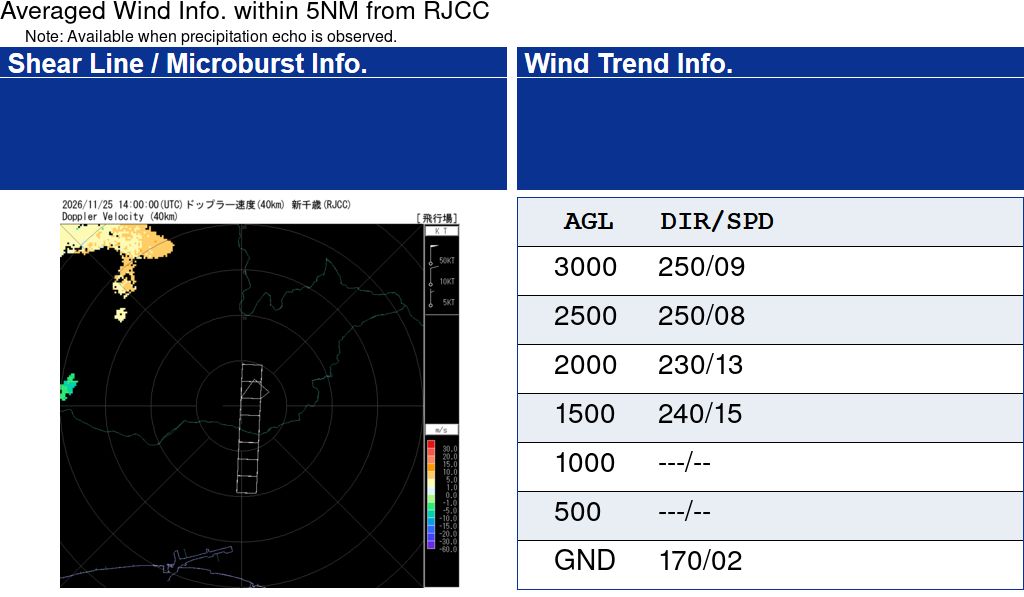 Averaged Wind Info. within 5NM from RJCC
Note: Available when precipitation echo is observed.
Shear Line / Microburst Info.
Wind Trend Info.
2026/11/25 14:00:00(UTC) ドップラー速度(40km) 新千歳(RJCC)
Doppler Velocity (40km)
[飛行場]
K T
50KT
10KT
5KT
m/s
30.0
20.0
15.0
10.0
5.0
1.0
0.0
-1.0
-5.0
-10.0
-15.0
-20.0
-30.0
-60.0
AGL DIR/SPD
3000 250/09
2500 250/08
2000 230/13
1500 240/15
1000 ---/--
500 ---/--
GND 170/02